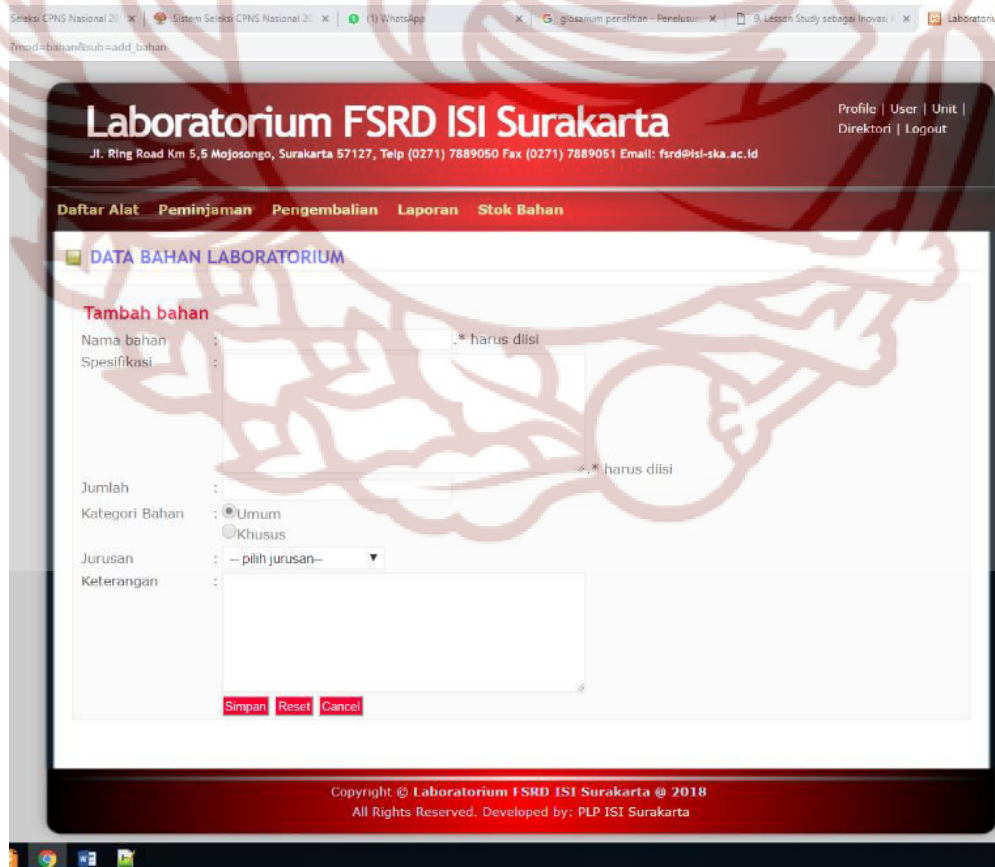 Seleksi CPNS Nasional 20
Sistem Seleksi CPNS Nasional 20
(1) WhatsApp
glosarium penelitian - Penelusur
9. Lesson Study sebagai Inovasi
Laboratoriu
?mod=bahan&sub=add_bahan
Laboratorium FSRD ISI Surakarta
Jl. Ring Road Km 5,5 Mojosongo, Surakarta 57127, Telp (0271) 7889050 Fax (0271) 7889051 Email: fsrd@isi-ska.ac.id
Profile | User | Unit |
Direktori | Logout
Daftar Alat Peminjaman Pengembalian Laporan Stok Bahan
DATA BAHAN LABORATORIUM
Tambah bahan
Nama bahan : .* harus diisi
Spesifikasi :
.* harus diisi
Jumlah :
Kategori Bahan : Umum
Khusus
Jurusan : -- pilih jurusan--
Keterangan :
Simpan Reset Cancel
Copyright © Laboratorium FSRD ISI Surakarta @ 2018
All Rights Reserved. Developed by: PLP ISI Surakarta